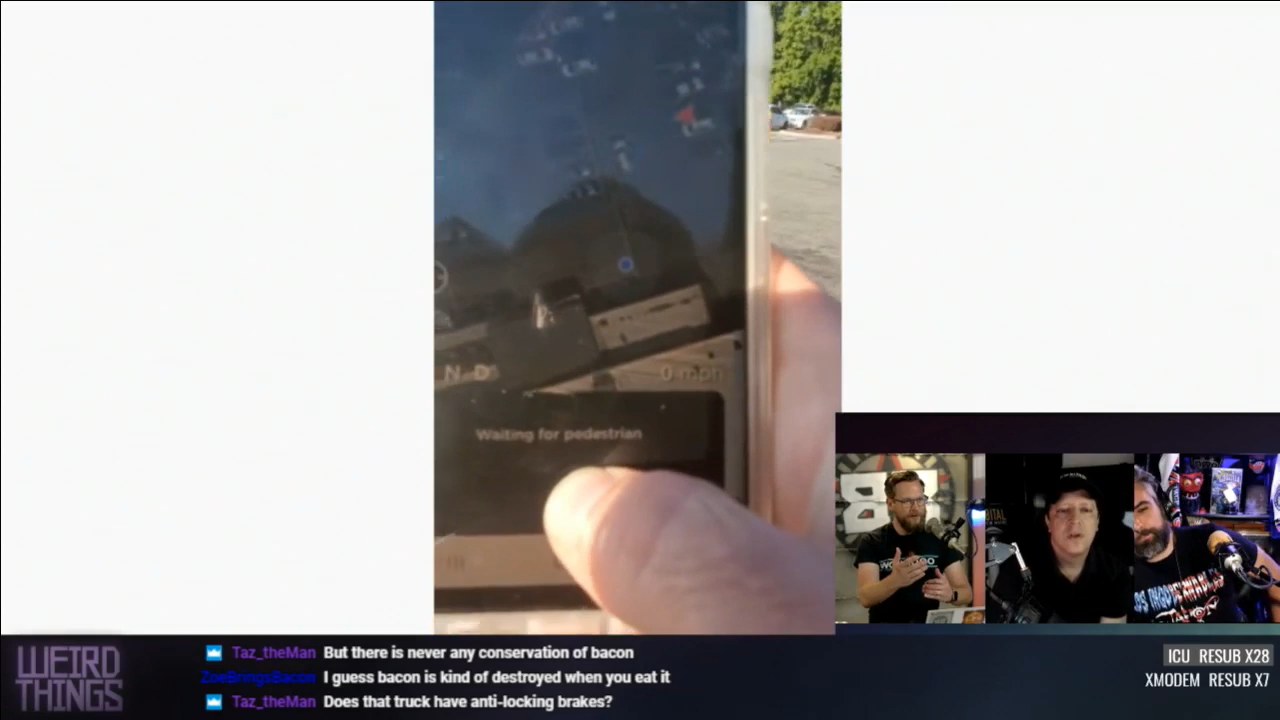 N D
0 mph
Waiting for pedestrian
WEIRD
THINGS
Taz_theMan But there is never any conservation of bacon
ZoeBringsBacon I guess bacon is kind of destroyed when you eat it
Taz_theMan Does that truck have anti-locking brakes?
ICU RESUB X28
XMODEM RESUB X7